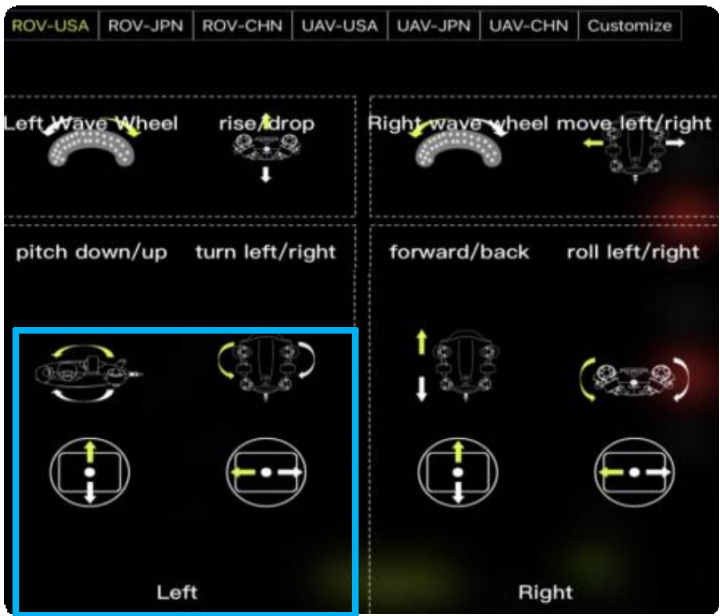 ROV-USA ROV-JPN ROV-CHN UAV-USA UAV-JPN UAV-CHN Customize
Left Wave Wheel rise/drop Right wave wheel move left/right
pitch down/up turn left/right forward/back roll left/right
Left Right